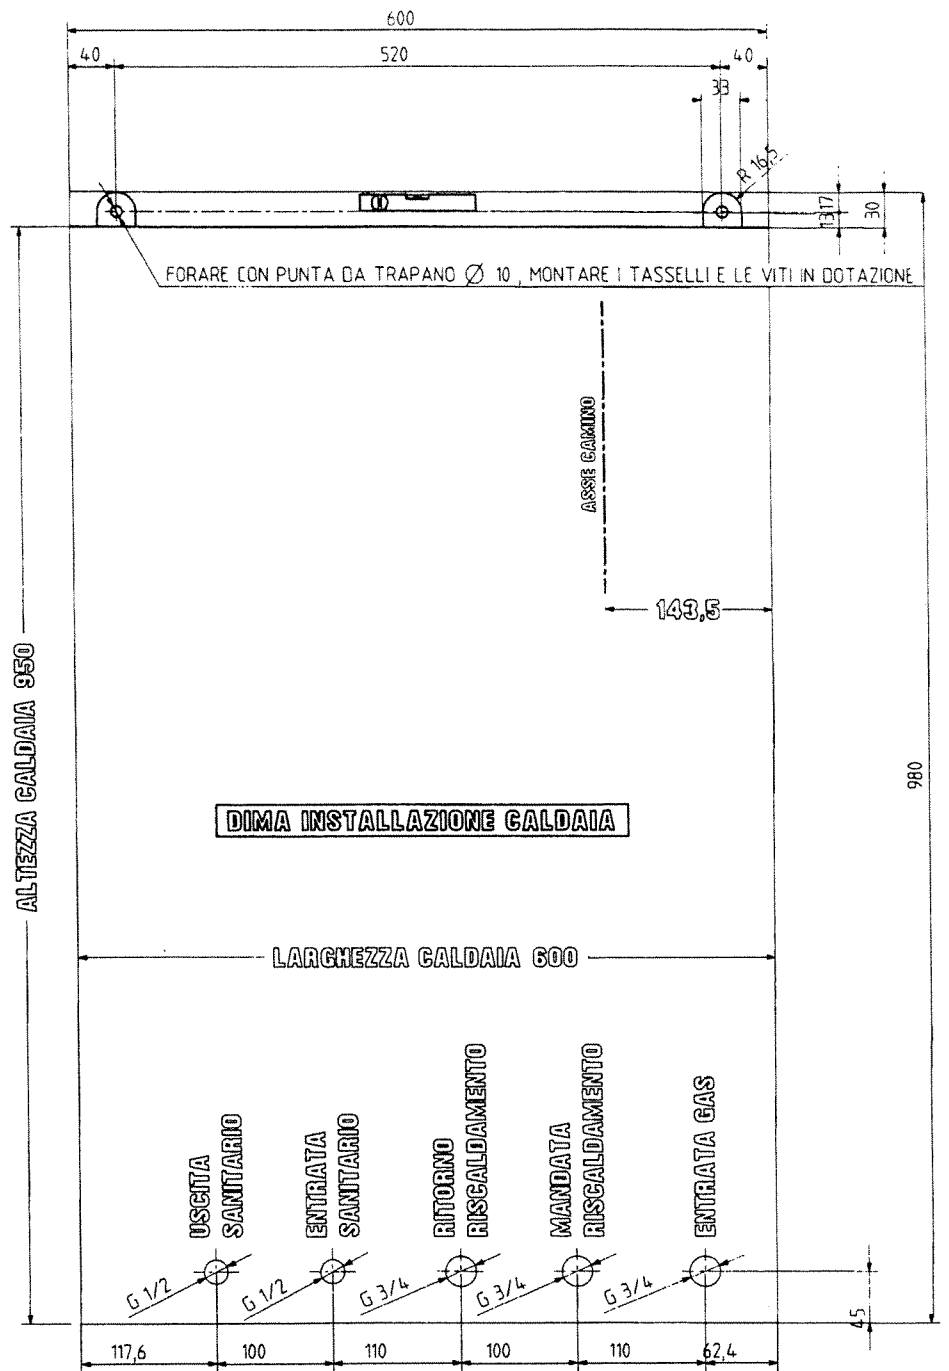 600
40 520 40
33
R 16,5
13 17 30
FORARE CON PUNTA DA TRAPANO Ø 10 , MONTARE I TASSELLI E LE VITI IN DOTAZIONE
ASSE CAMINO
143,5
ALTEZZA CALDAIA 950
980
DIMA INSTALLAZIONE CALDAIA
LARGHEZZA CALDAIA 600
USCITA
SANITARIO
ENTRATA
SANITARIO
RITORNO
RISCALDAMENTO
MANDATA
RISCALDAMENTO
ENTRATA GAS
G 1/2 G 1/2 G 3/4 G 3/4 G 3/4
45
117,6 100 110 100 110 62,4